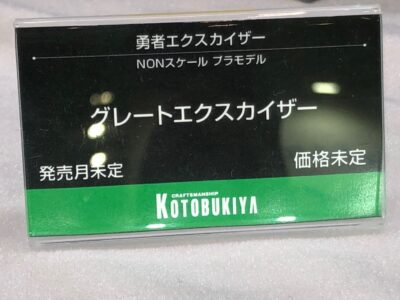 勇者エクスカイザー
NONスケール プラモデル
グレートエクスカイザー
発売月未定
価格未定
CRAFTSMANSHIP
KOTOBUKIYA